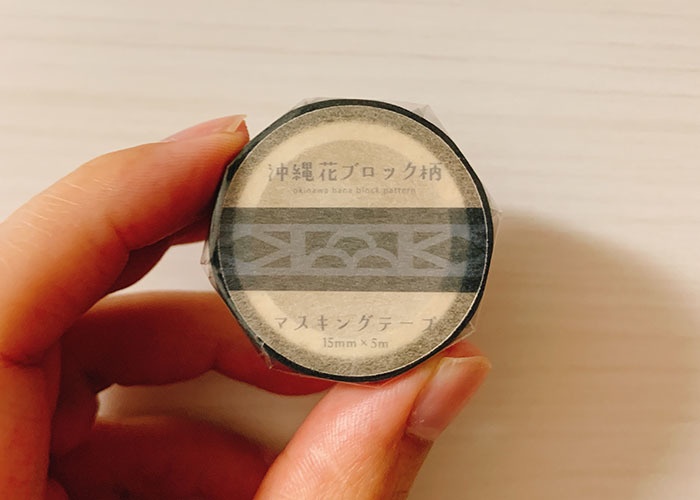 沖縄花ブロック柄
okinawa hana block pattern
マスキングテープ
15mm × 5m